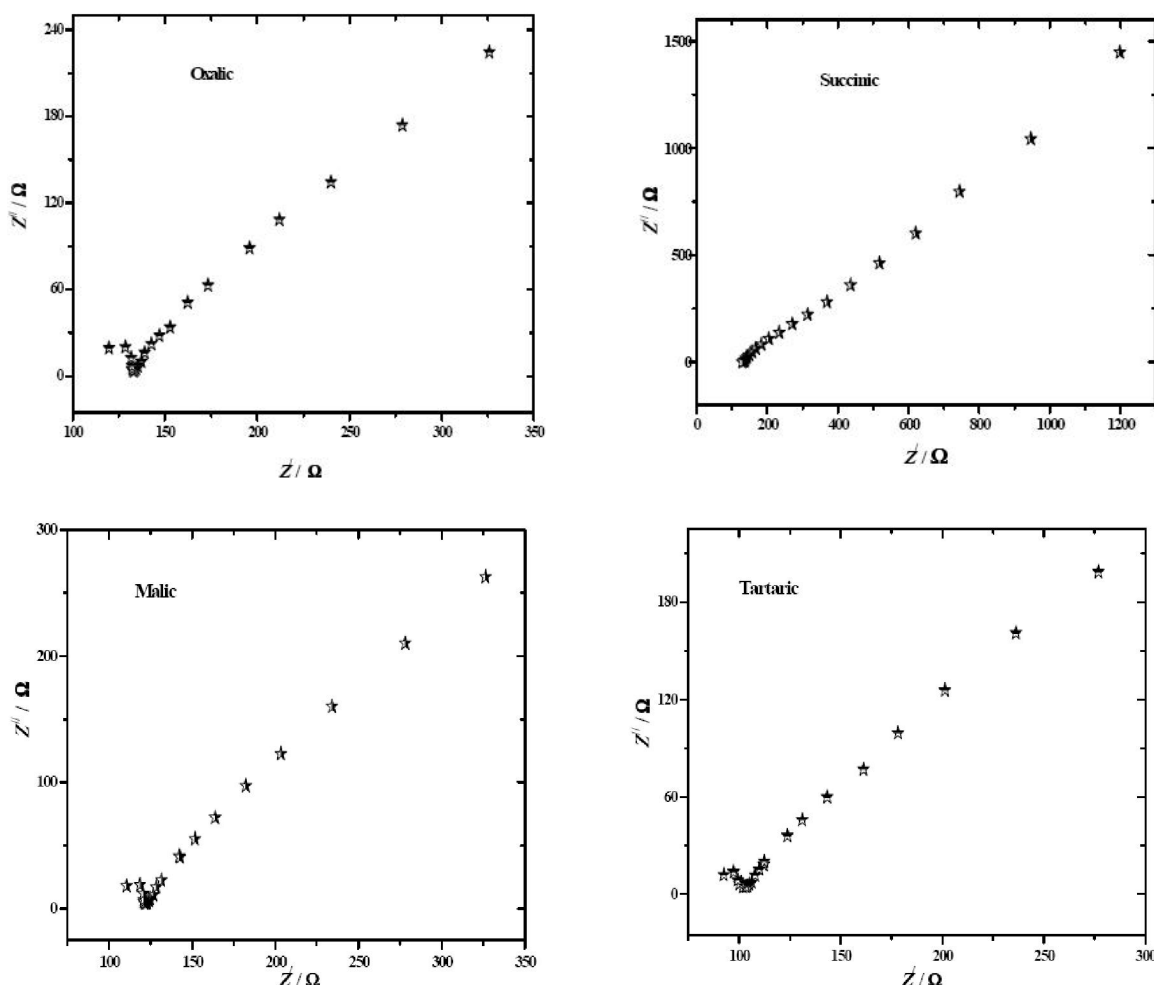 Oxalic
240
180
120
60
0
Z'' / Ω
100 150 200 250 300 350
Z' / Ω
Succinic
1500
1000
500
0
Z'' / Ω
0 200 400 600 800 1000 1200
Z' / Ω
Malic
300
200
100
0
Z'' / Ω
100 150 200 250 300 350
Z' / Ω
Tartaric
180
120
60
0
Z'' / Ω
100 150 200 250 300
Z' / Ω